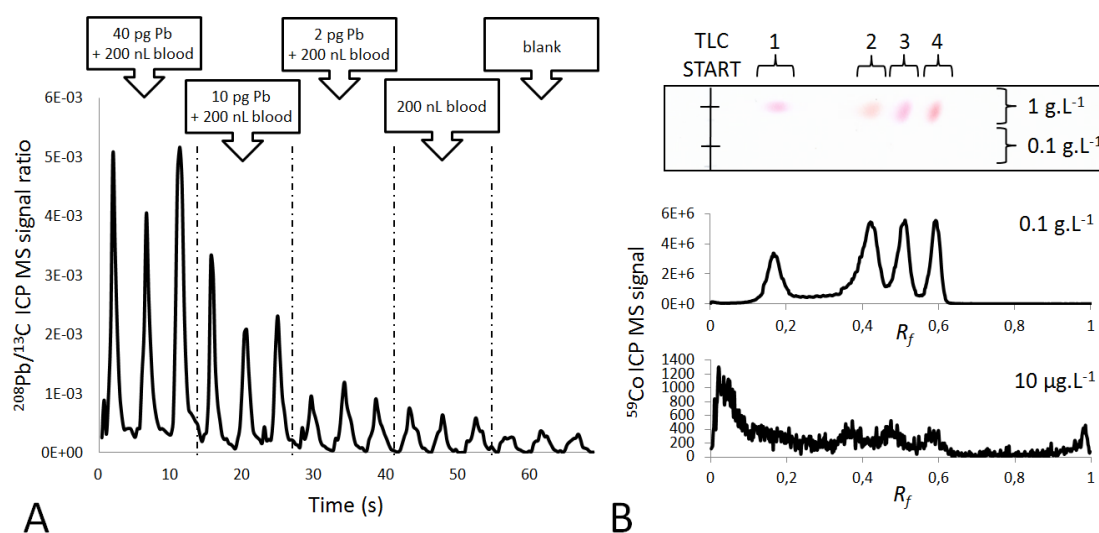 40 pg Pb
+ 200 nL blood
10 pg Pb
+ 200 nL blood
2 pg Pb
+ 200 nL blood
200 nL blood
blank
6E-03
5E-03
4E-03
3E-03
2E-03
1E-03
0E+00
²⁰⁸Pb/¹³C ICP MS signal ratio
0 10 20 30 40 50 60
Time (s)
A
TLC
START
1 2 3 4
1 g.L⁻¹
0.1 g.L⁻¹
⁵⁹Co ICP MS signal
6E+6
4E+6
2E+6
0E+0
0.1 g.L⁻¹
0 0,2 0,4 0,6 0,8 1
R_f
1400
1200
1000
800
600
400
200
0
10 µg.L⁻¹
0 0,2 0,4 0,6 0,8 1
R_f
B